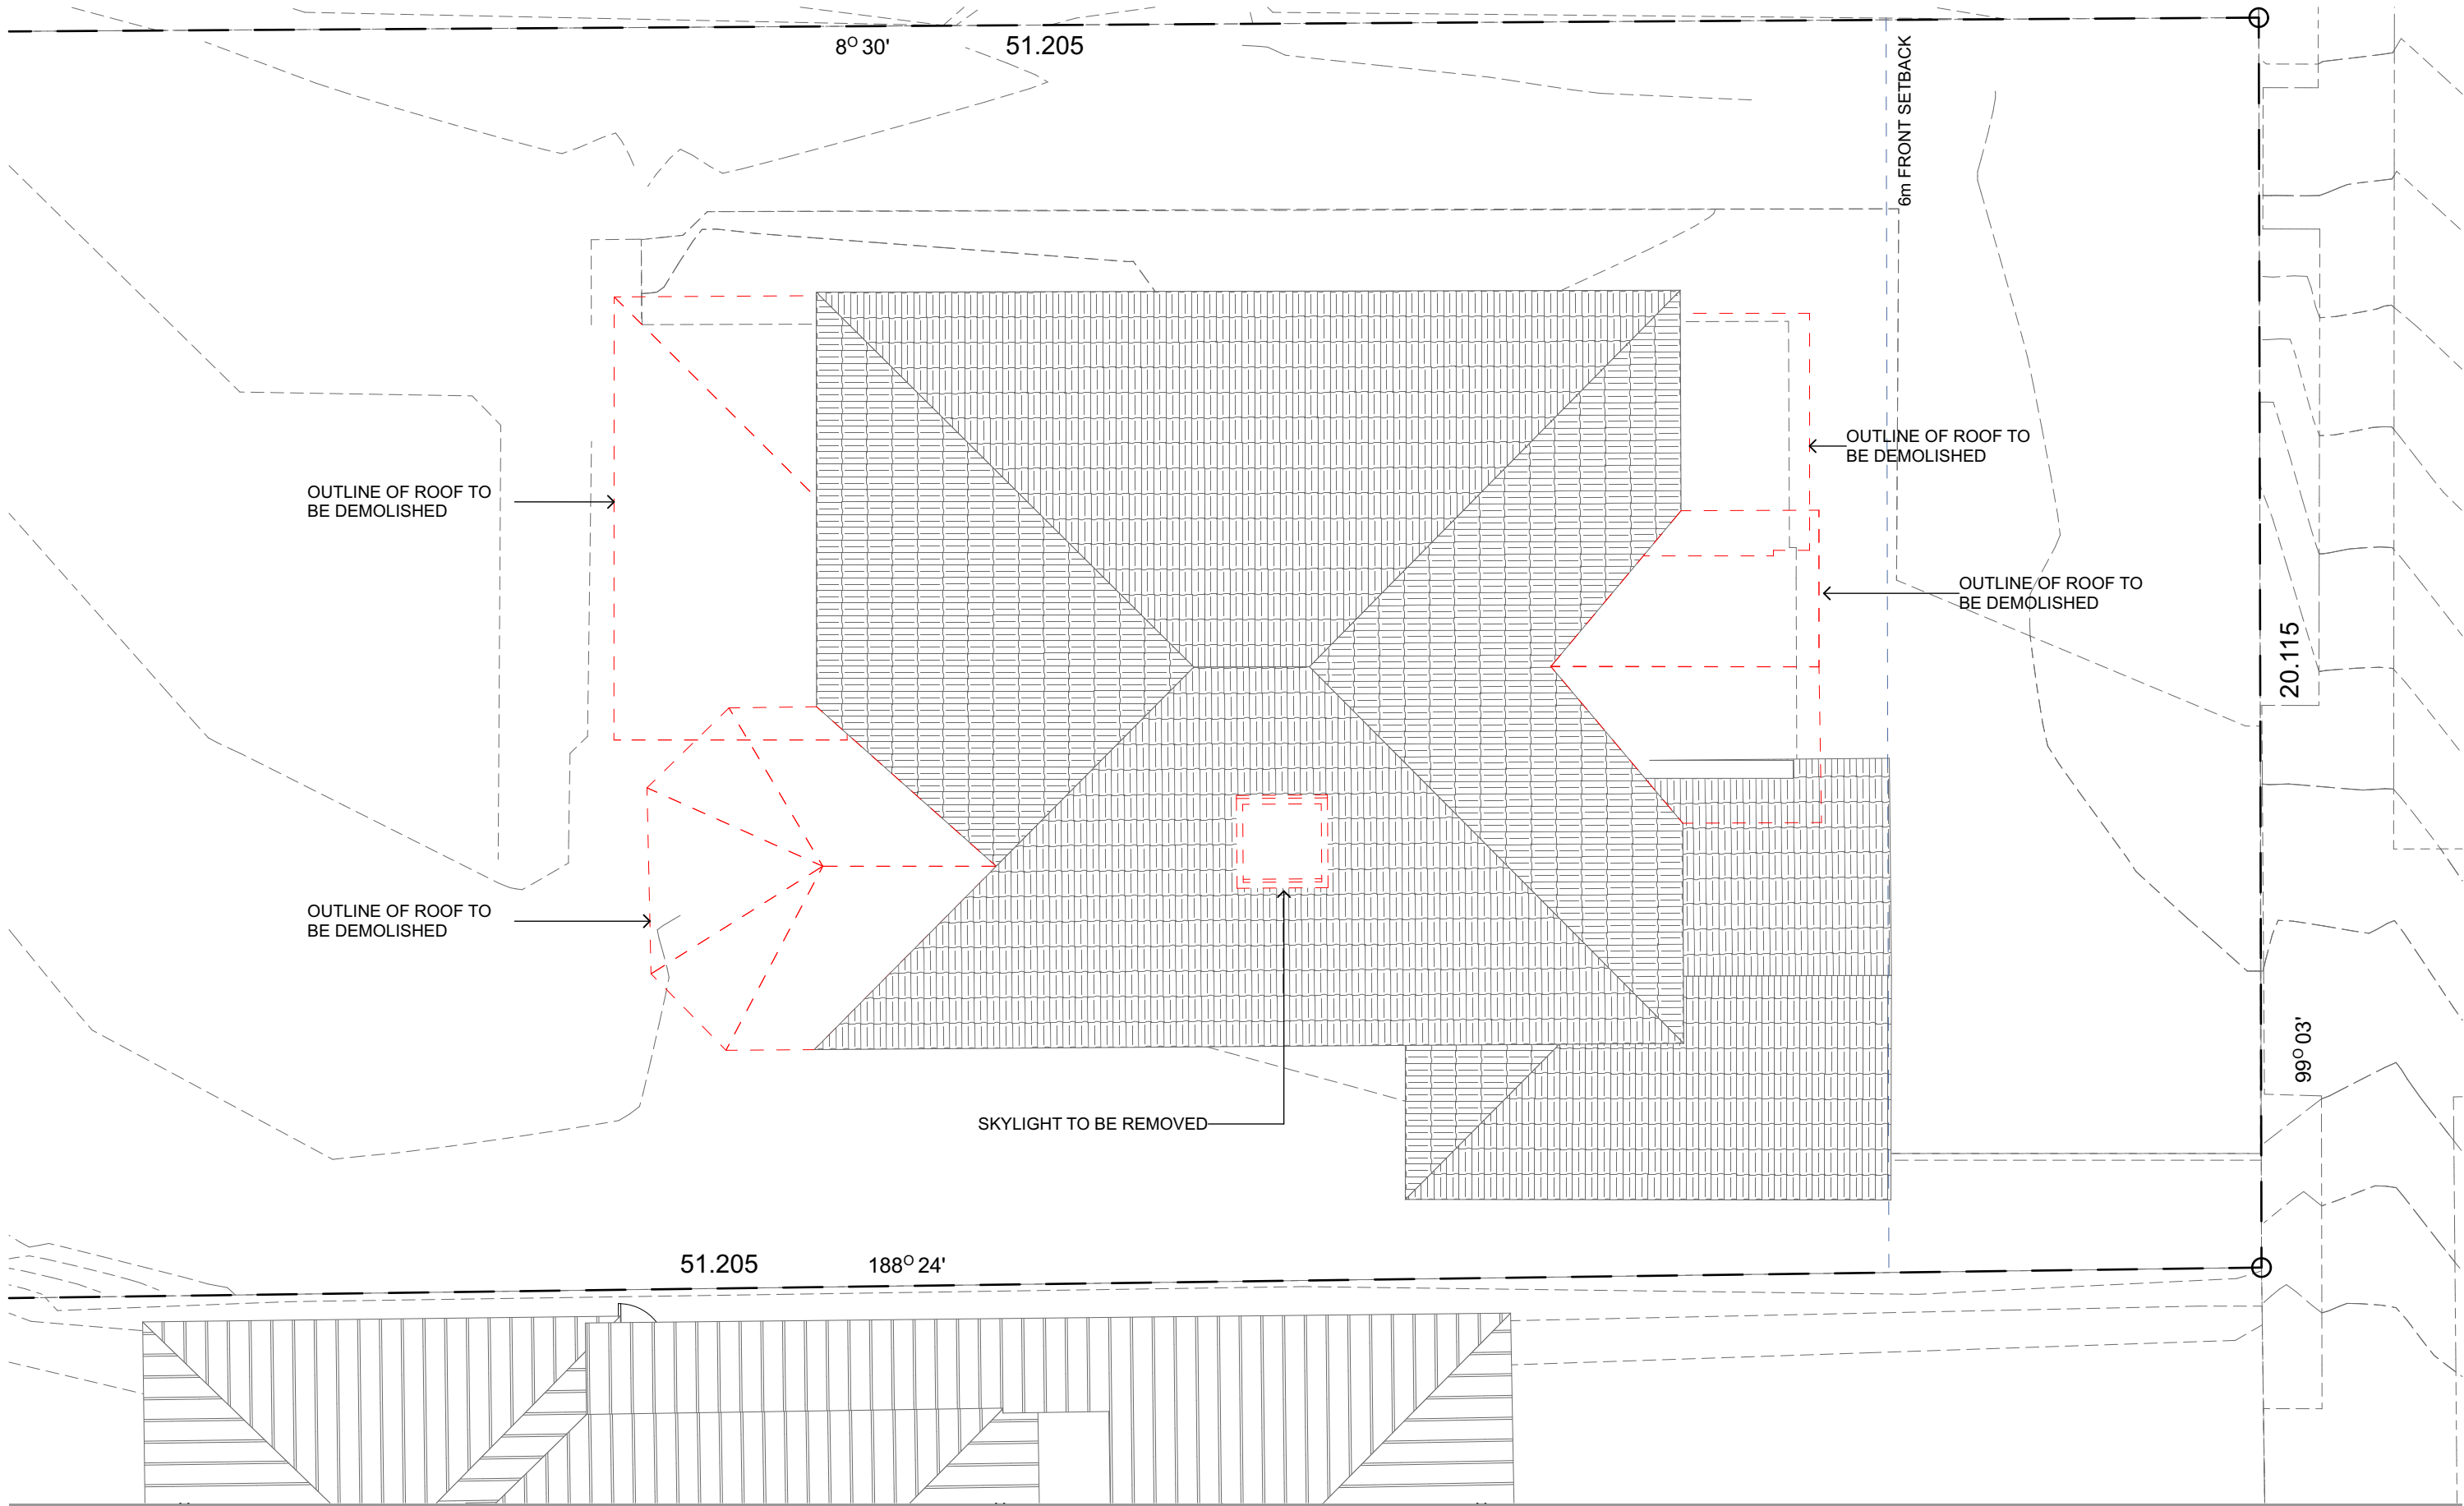 8° 30'
51.205
6m FRONT SETBACK
OUTLINE OF ROOF TO
BE DEMOLISHED
OUTLINE OF ROOF TO
BE DEMOLISHED
OUTLINE OF ROOF TO
BE DEMOLISHED
20.115
OUTLINE OF ROOF TO
BE DEMOLISHED
99° 03'
SKYLIGHT TO BE REMOVED
51.205
188° 24'